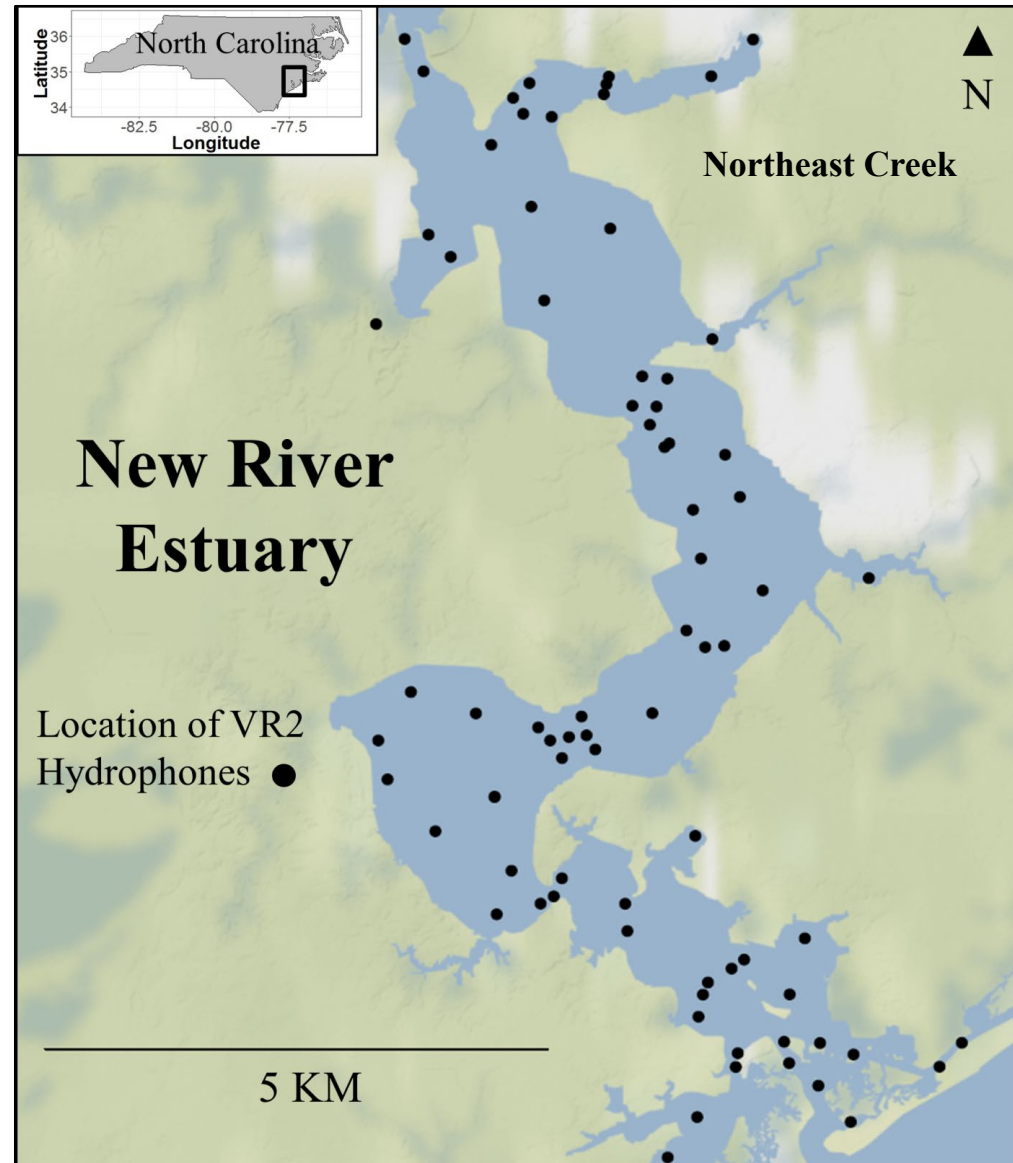 North Carolina
Latitude
36
35
34
-82.5
-80.0
-77.5
Longitude
N
Northeast Creek
New River
Estuary
Location of VR2
Hydrophones
5 KM